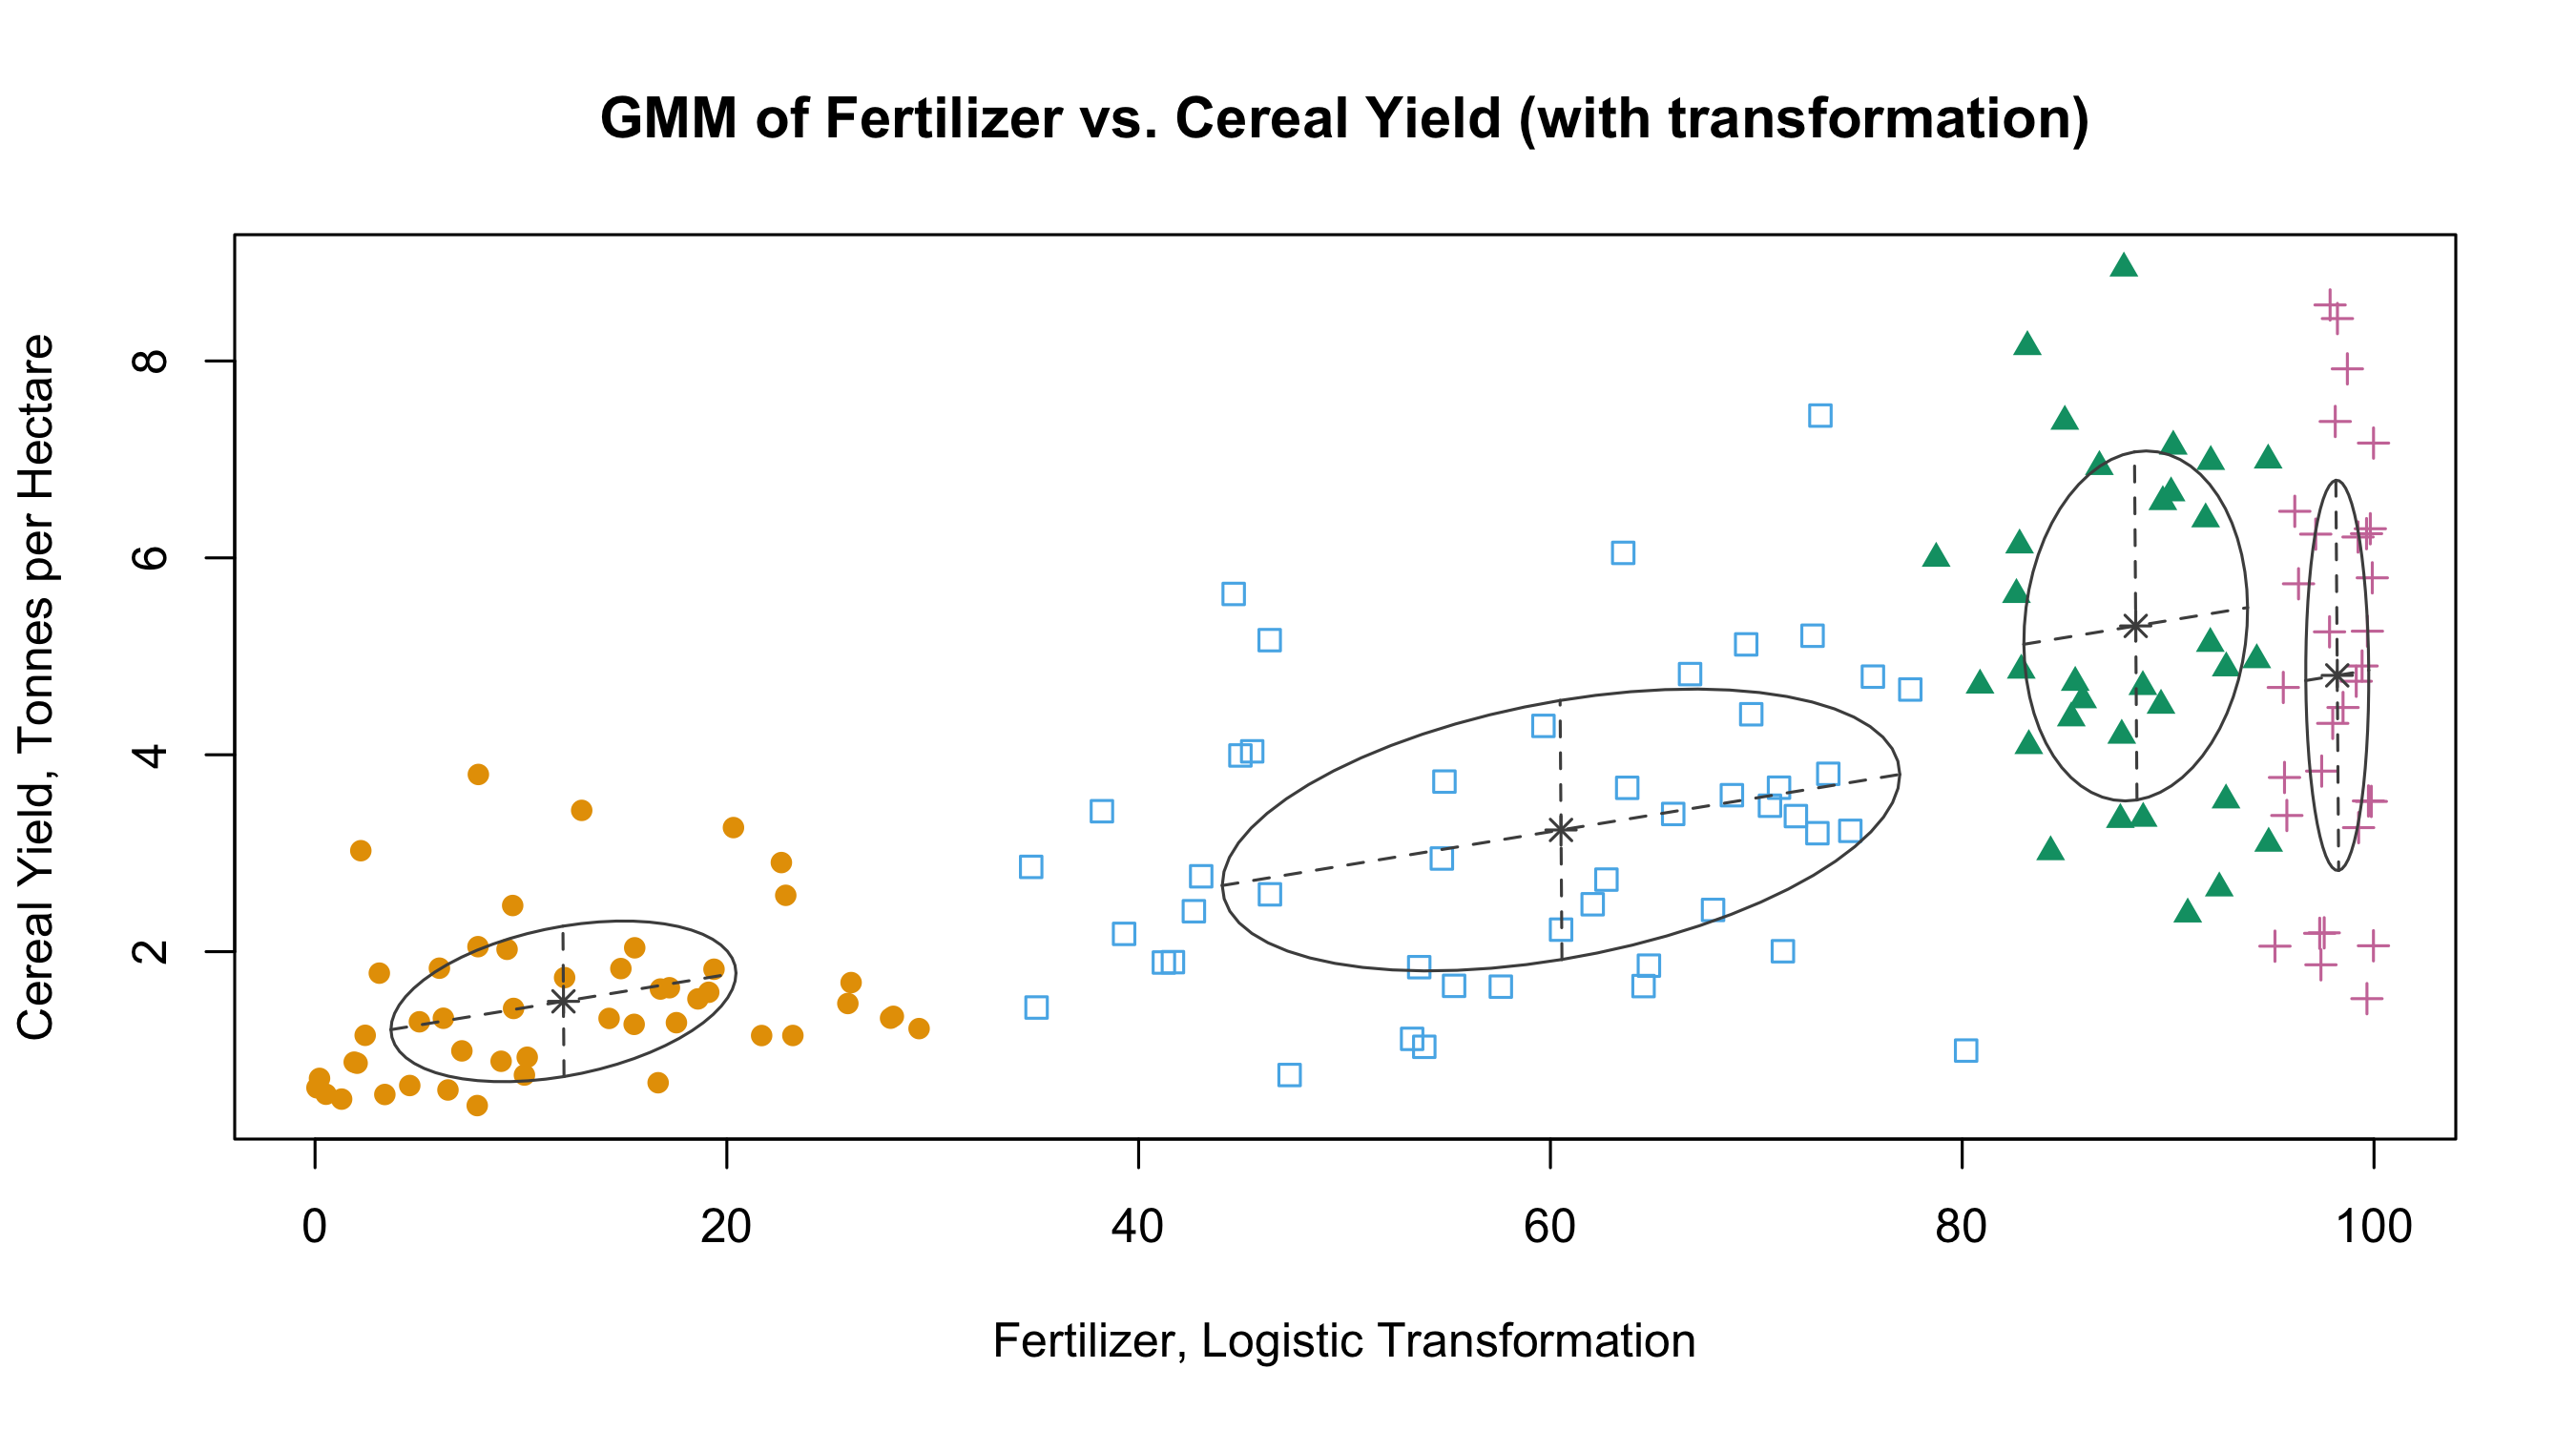 GMM of Fertilizer vs. Cereal Yield (with transformation)
Cereal Yield, Tonnes per Hectare
8
6
4
2
0 20 40 60 80 100
Fertilizer, Logistic Transformation